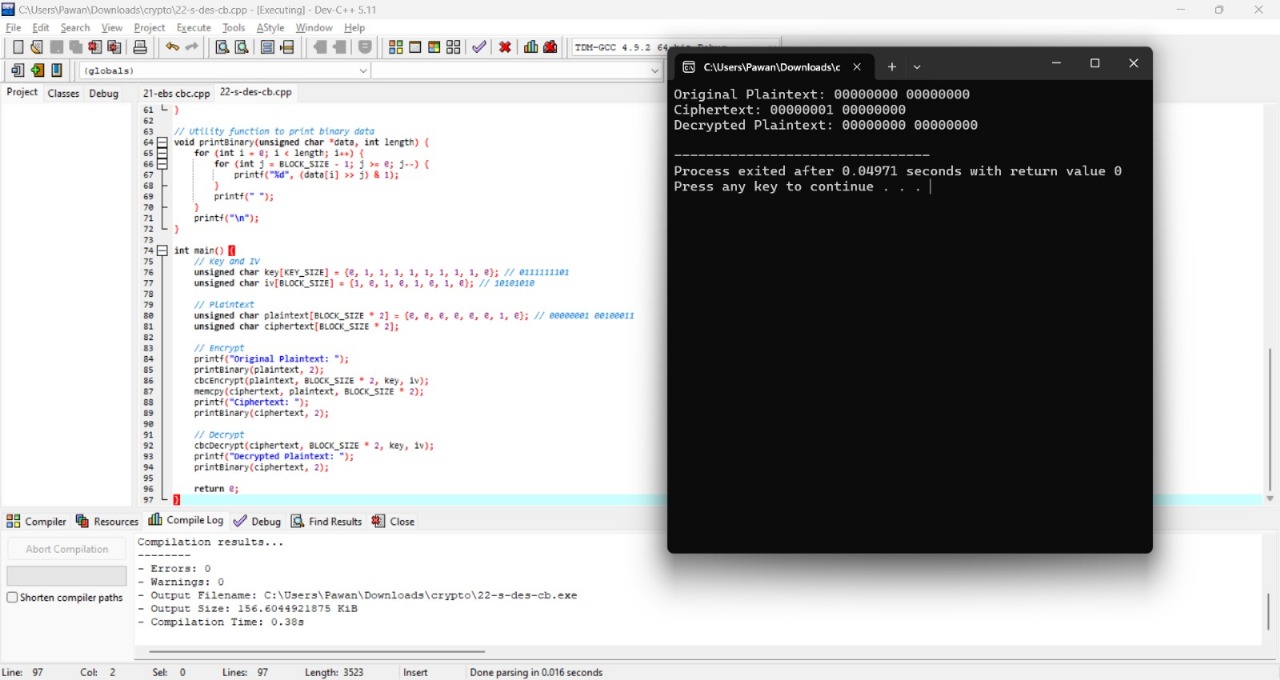 C:\Users\Pawan\Downloads\crypto\22-s-des-cb.cpp - [Executing] - Dev-C++ 5.11
File Edit Search View Project Execute Tools AStyle Window Help
TDM-GCC 4.9.2 64-bit Debug
(globals)
Project Classes Debug 21-ebs cbc.cpp 22-s-des-cb.cpp
61 }
62
63 // Utility function to print binary data
64 void printBinary(unsigned char *data, int length) {
65 for (int i = 0; i < length; i++) {
66 for (int j = BLOCK_SIZE - 1; j >= 0; j--) {
67 printf("%d", (data[i] >> j) & 1);
68 }
69 printf(" ");
70 }
71 printf("\n");
72 }
73
74 int main() {
75 // Key and IV
76 unsigned char key[KEY_SIZE] = {0, 1, 1, 1, 1, 1, 1, 1, 1, 0}; // 0111111101
77 unsigned char iv[BLOCK_SIZE] = {1, 0, 1, 0, 1, 0, 1, 0}; // 10101010
78
79 // Plaintext
80 unsigned char plaintext[BLOCK_SIZE * 2] = {0, 0, 0, 0, 0, 0, 1, 0}; // 00000001 00100011
81 unsigned char ciphertext[BLOCK_SIZE * 2];
82
83 // Encrypt
84 printf("Original Plaintext: ");
85 printBinary(plaintext, 2);
86 cbcEncrypt(plaintext, BLOCK_SIZE * 2, key, iv);
87 memcpy(ciphertext, plaintext, BLOCK_SIZE * 2);
88 printf("Ciphertext: ");
89 printBinary(ciphertext, 2);
90
91 // Decrypt
92 cbcDecrypt(ciphertext, BLOCK_SIZE * 2, key, iv);
93 printf("Decrypted Plaintext: ");
94 printBinary(ciphertext, 2);
95
96 return 0;
97 }
C:\Users\Pawan\Downloads\c
Original Plaintext: 00000000 00000000
Ciphertext: 00000001 00000000
Decrypted Plaintext: 00000000 00000000
--------------------------------
Process exited after 0.04971 seconds with return value 0
Press any key to continue . . .
Compiler Resources Compile Log Debug Find Results Close
Abort Compilation
Shorten compiler paths
Compilation results...
--------
- Errors: 0
- Warnings: 0
- Output Filename: C:\Users\Pawan\Downloads\crypto\22-s-des-cb.exe
- Output Size: 156.6044921875 KiB
- Compilation Time: 0.38s
Line: 97 Col: 2 Sel: 0 Lines: 97 Length: 3523 Insert Done parsing in 0.016 seconds